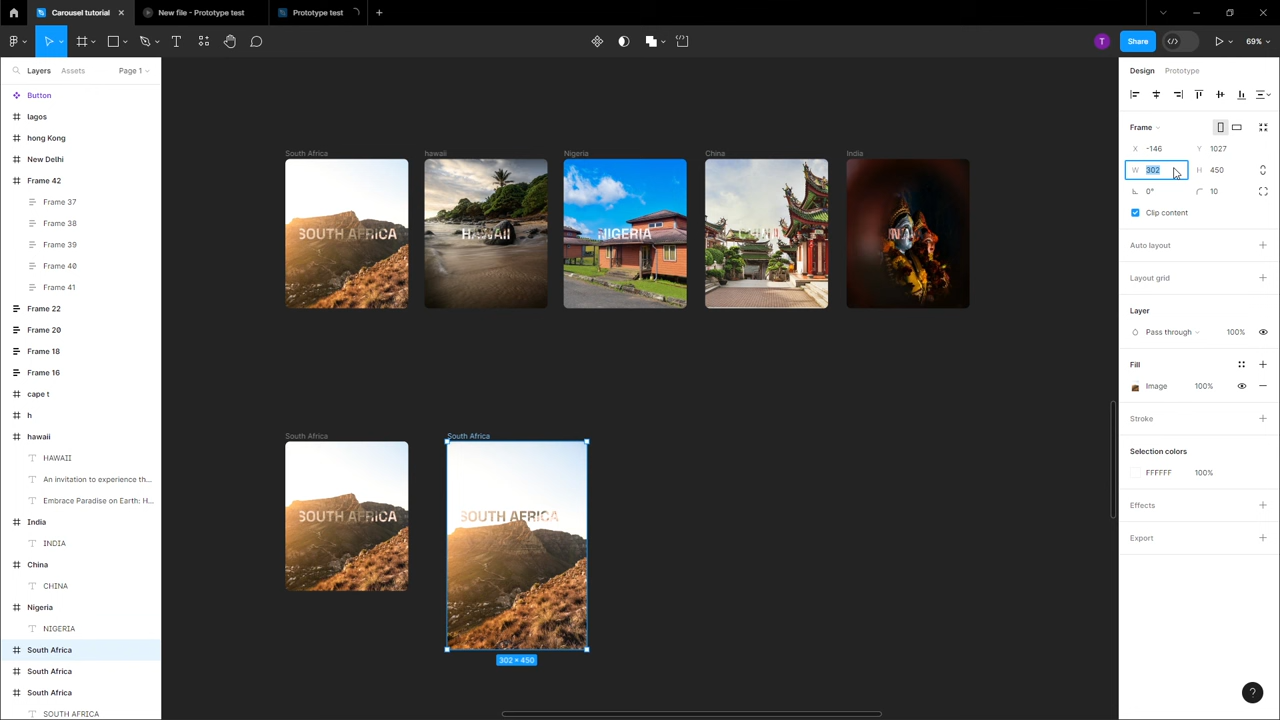 Carousel tutorial
New file - Prototype test
Prototype test
T
Share
69%
Layers
Assets
Page 1
Button
lagos
hong Kong
New Delhi
Frame 42
Frame 37
Frame 38
Frame 39
Frame 40
Frame 41
Frame 22
Frame 20
Frame 18
Frame 16
cape t
h
hawaii
HAWAII
An invitation to experience th...
Embrace Paradise on Earth: H...
India
INDIA
China
CHINA
Nigeria
NIGERIA
South Africa
South Africa
South Africa
SOUTH AFRICA
South Africa
hawaii
Nigeria
China
India
SOUTH AFRICA
HAWAII
NIGERIA
CHINA
South Africa
South Africa
SOUTH AFRICA
SOUTH AFRICA
302 × 450
Design
Prototype
Frame
X -146
Y 1027
W 302
H 450
0°
10
Clip content
Auto layout
Layout grid
Layer
Pass through
100%
Fill
Image
100%
Stroke
Selection colors
FFFFFF
100%
Effects
Export
?